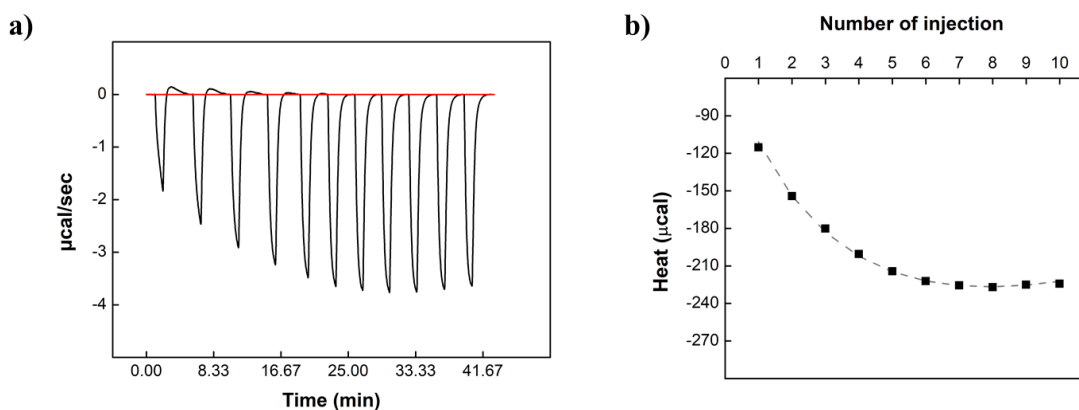 a)
µcal/sec
0
-1
-2
-3
-4
0.00 8.33 16.67 25.00 33.33 41.67
Time (min)
b)
Number of injection
0 1 2 3 4 5 6 7 8 9 10
Heat (µcal)
-90
-120
-150
-180
-210
-240
-270